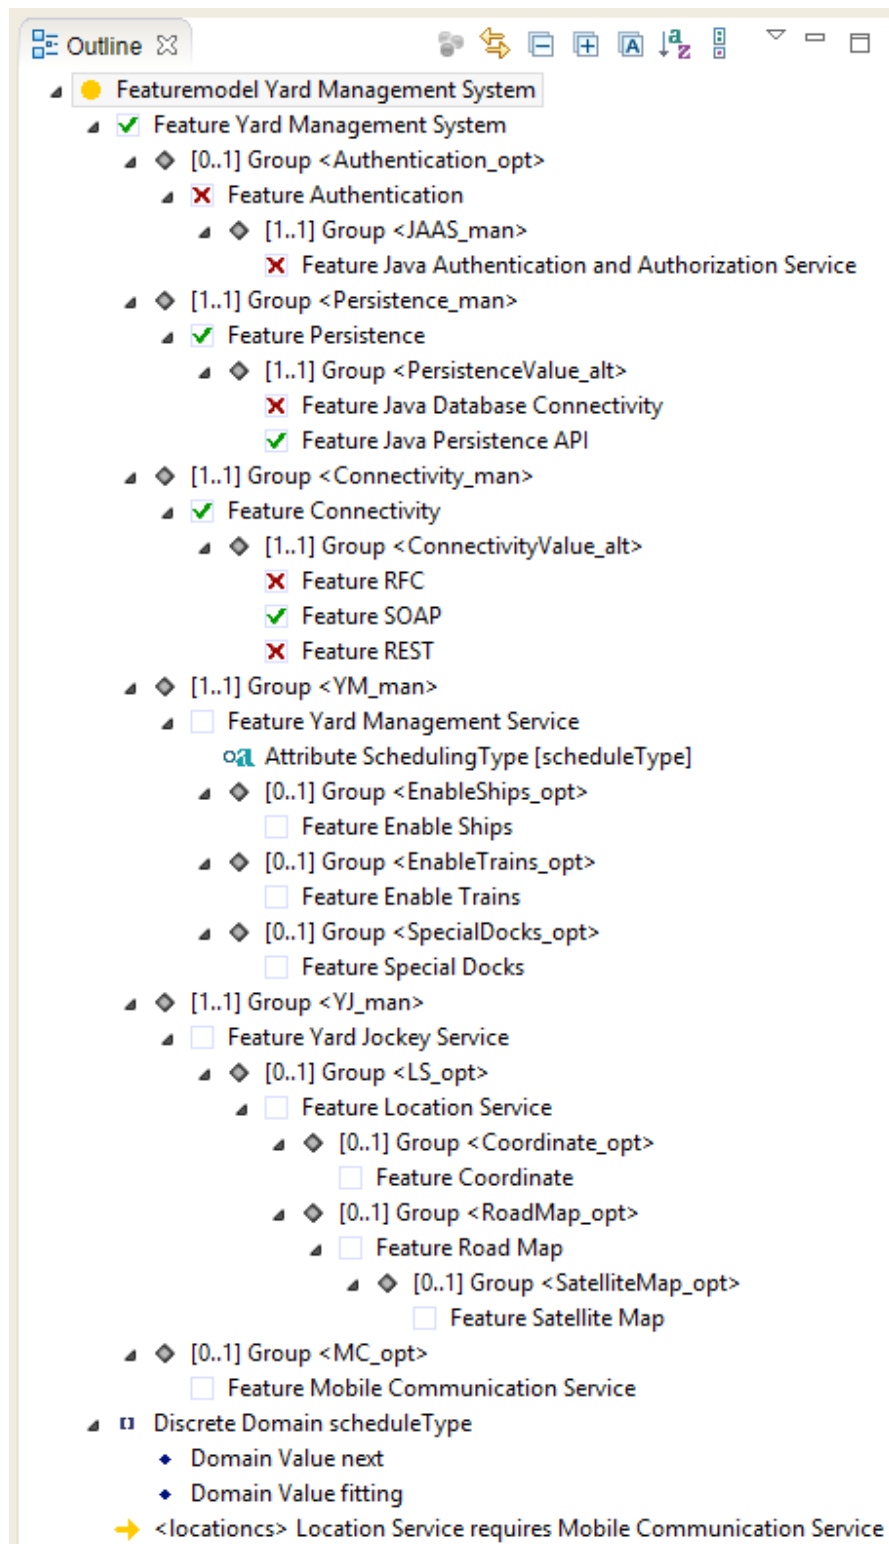 Outline
Featuremodel Yard Management System
Feature Yard Management System
[0..1] Group <Authentication_opt>
Feature Authentication
[1..1] Group <JAAS_man>
Feature Java Authentication and Authorization Service
[1..1] Group <Persistence_man>
Feature Persistence
[1..1] Group <PersistenceValue_alt>
Feature Java Database Connectivity
Feature Java Persistence API
[1..1] Group <Connectivity_man>
Feature Connectivity
[1..1] Group <ConnectivityValue_alt>
Feature RFC
Feature SOAP
Feature REST
[1..1] Group <YM_man>
Feature Yard Management Service
Attribute SchedulingType [scheduleType]
[0..1] Group <EnableShips_opt>
Feature Enable Ships
[0..1] Group <EnableTrains_opt>
Feature Enable Trains
[0..1] Group <SpecialDocks_opt>
Feature Special Docks
[1..1] Group <YJ_man>
Feature Yard Jockey Service
[0..1] Group <LS_opt>
Feature Location Service
[0..1] Group <Coordinate_opt>
Feature Coordinate
[0..1] Group <RoadMap_opt>
Feature Road Map
[0..1] Group <SatelliteMap_opt>
Feature Satellite Map
[0..1] Group <MC_opt>
Feature Mobile Communication Service
Discrete Domain scheduleType
Domain Value next
Domain Value fitting
<locationcs> Location Service requires Mobile Communication Service